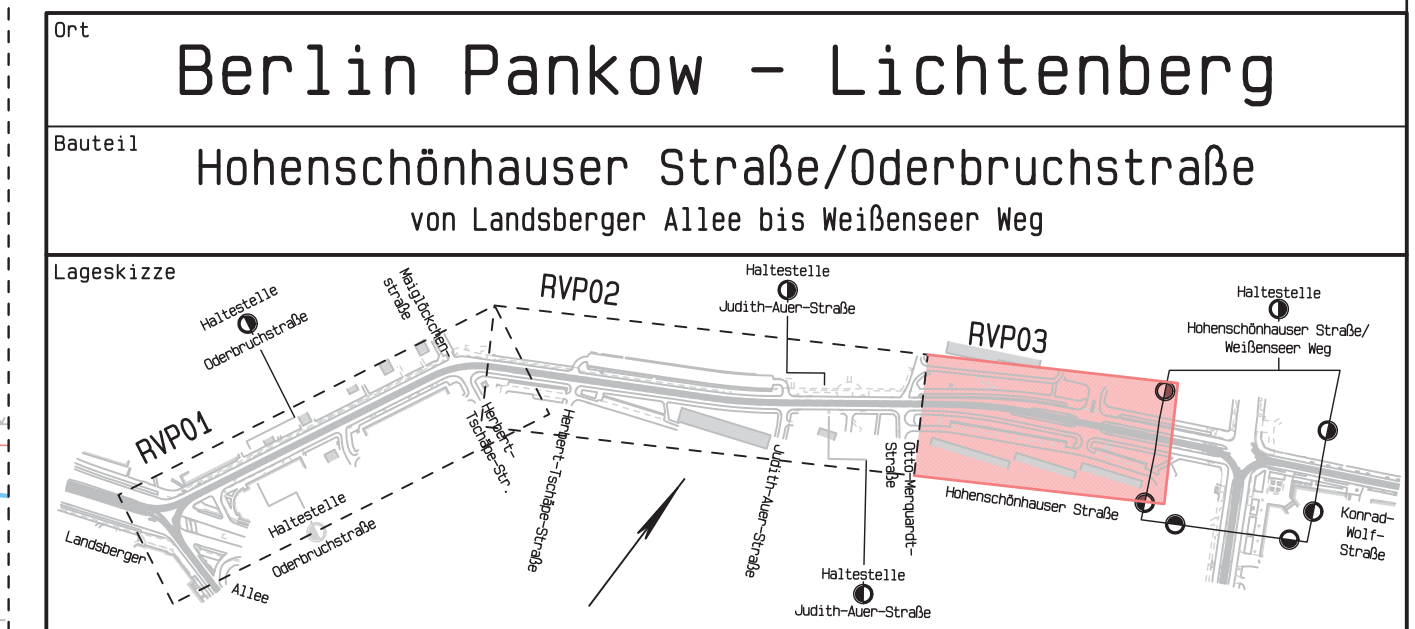 Ort
Berlin Pankow - Lichtenberg
Bauteil
Hohenschönhauser Straße/Oderbruchstraße
von Landsberger Allee bis Weißenseer Weg
Lageskizze
RVP01
Haltestelle
Oderbruchstraße
Maiglöckchen-
straße
RVP02
Haltestelle
Judith-Auer-Straße
RVP03
Haltestelle
Hohenschönhauser Straße/
Weißenseer Weg
Landsberger
Allee
Haltestelle
Oderbruchstraße
Herbert-
Tschäpe-Str.
Herbert-Tschäpe-Straße
Judith-Auer-Straße
Haltestelle
Judith-Auer-Straße
Otto-Merquardt-
Straße
Hohenschönhauser Straße
Konrad-
Wolf-
Straße